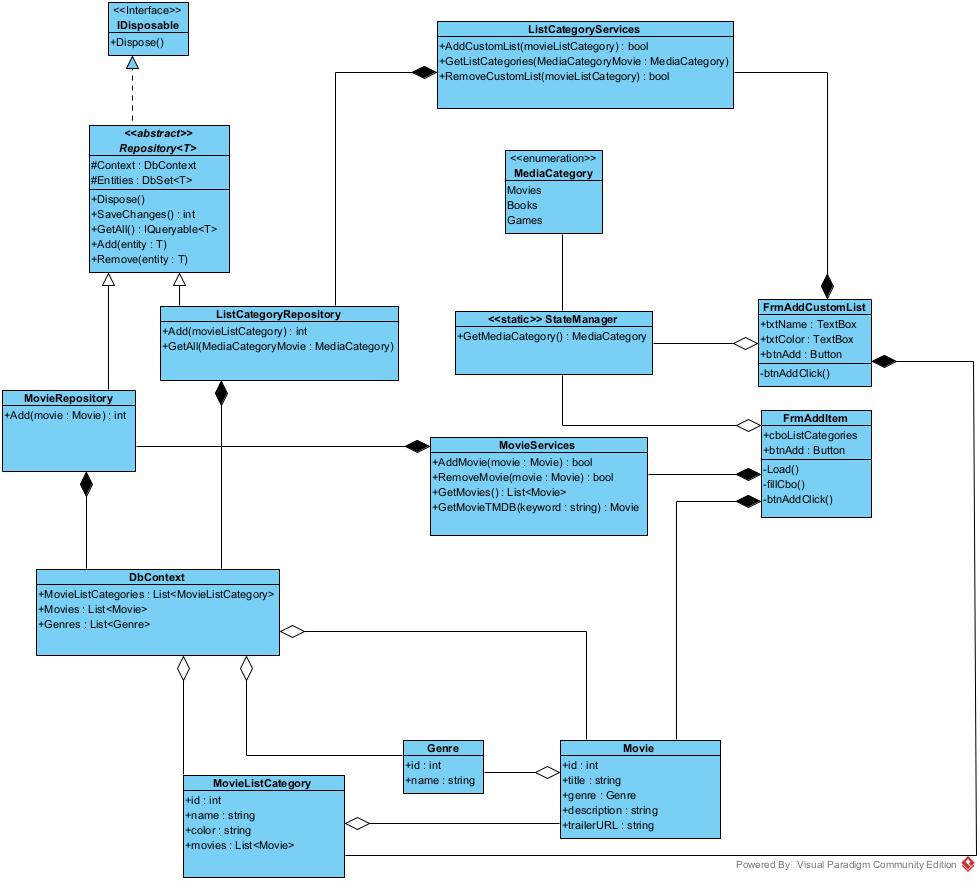 <<Interface>>
IDisposable
+Dispose()
ListCategoryServices
+AddCustomList(movieListCategory) : bool
+GetListCategories(MediaCategoryMovie : MediaCategory)
+RemoveCustomList(movieListCategory) : bool
<<abstract>>
Repository<T>
#Context : DbContext
#Entities : DbSet<T>
+Dispose()
+SaveChanges() : int
+GetAll() : IQueryable<T>
+Add(entity : T)
+Remove(entity : T)
<<enumeration>>
MediaCategory
Movies
Books
Games
ListCategoryRepository
+Add(movieListCategory) : int
+GetAll(MediaCategoryMovie : MediaCategory)
<<static>> StateManager
+GetMediaCategory() : MediaCategory
FrmAddCustomList
+txtName : TextBox
+txtColor : TextBox
+btnAdd : Button
-btnAddClick()
MovieRepository
+Add(movie : Movie) : int
FrmAddItem
+cboListCategories
+btnAdd : Button
-Load()
-fillCbo()
-btnAddClick()
MovieServices
+AddMovie(movie : Movie) : bool
+RemoveMovie(movie : Movie) : bool
+GetMovies() : List<Movie>
+GetMovieTMDB(keyword : string) : Movie
DbContext
+MovieListCategories : List<MovieListCategory>
+Movies : List<Movie>
+Genres : List<Genre>
Genre
+id : int
+name : string
Movie
+id : int
+title : string
+genre : Genre
+description : string
+trailerURL : string
MovieListCategory
+id : int
+name : string
+color : string
+movies : List<Movie>
Powered By Visual Paradigm Community Edition